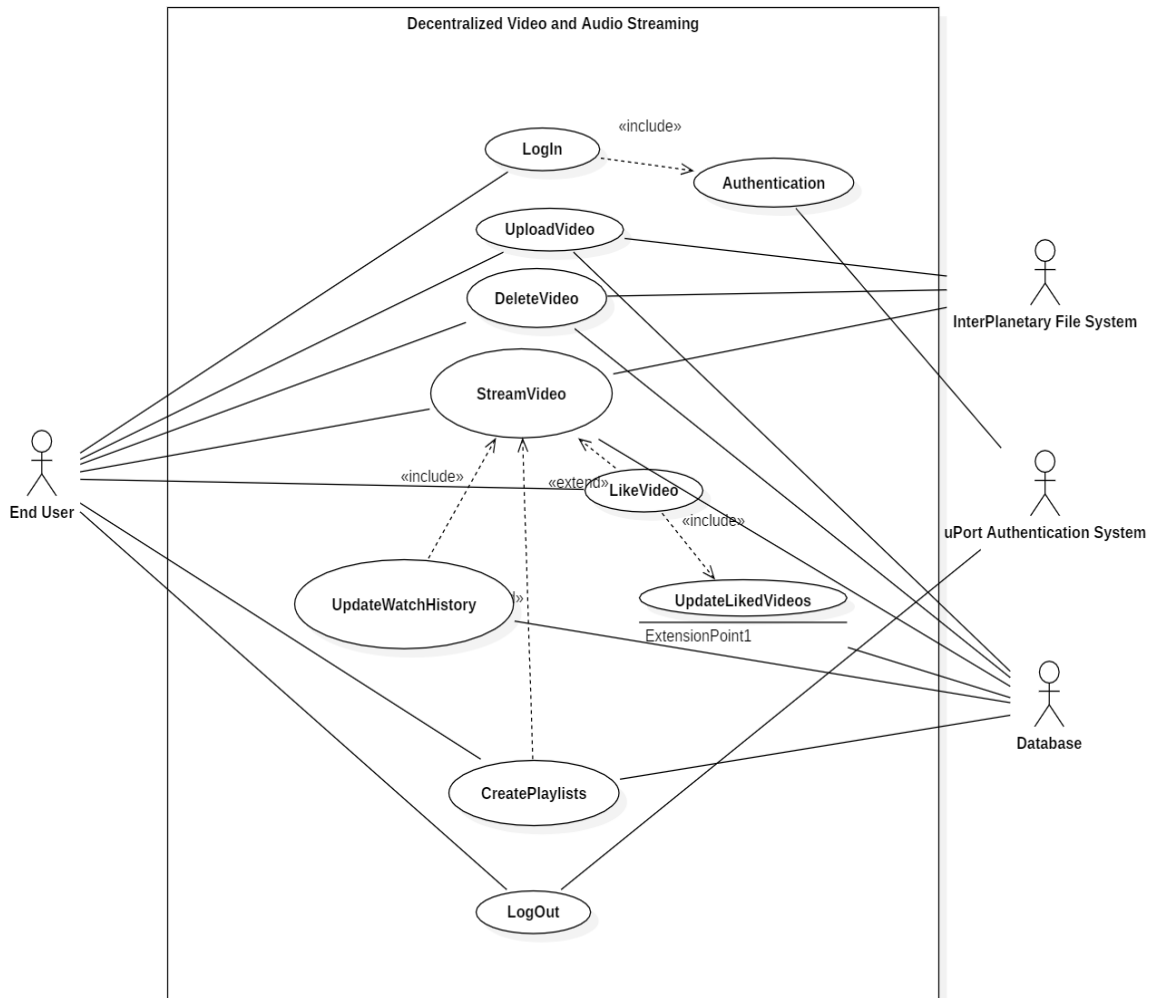 Decentralized Video and Audio Streaming
«include»
LogIn
Authentication
UploadVideo
DeleteVideo
InterPlanetary File System
StreamVideo
«include»
«extend»
LikeVideo
End User
«include»
uPort Authentication System
UpdateWatchHistory
UpdateLikedVideos
ExtensionPoint1
Database
CreatePlaylists
LogOut